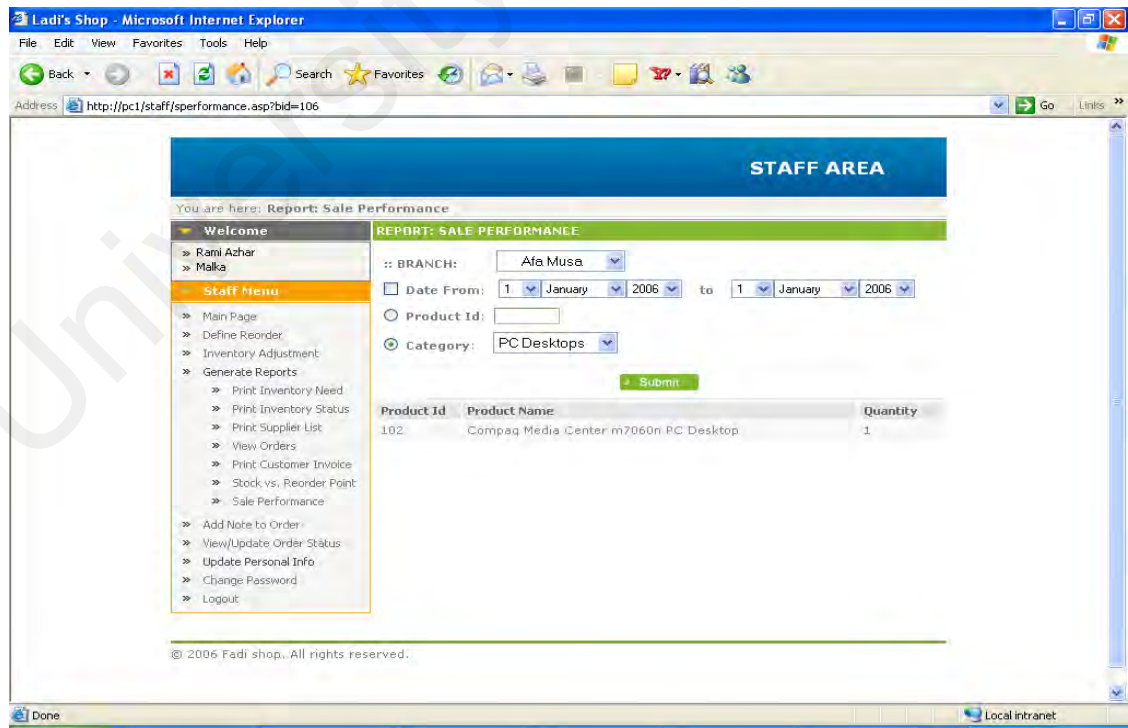 Ladi's Shop - Microsoft Internet Explorer
File Edit View Favorites Tools Help
Back Search Favorites
Address http://pc1/staff/sperformance.asp?bid=106 Go Links »
STAFF AREA
You are here: Report: Sale Performance
Welcome
» Rami Azhar
» Malka
Staff Menu
» Main Page
» Define Reorder
» Inventory Adjustment
» Generate Reports
» Print Inventory Need
» Print Inventory Status
» Print Supplier List
» View Orders
» Print Customer Invoice
» Stock vs. Reorder Point
» Sale Performance
» Add Note to Order
» View/Update Order Status
» Update Personal Info
» Change Password
» Logout
REPORT: SALE PERFORMANCE
:: BRANCH: Afa Musa
Date From: 1 January 2006 to 1 January 2006
Product Id:
Category: PC Desktops
Submit
Product Id Product Name Quantity
102 Compaq Media Center m7060n PC Desktop 1
© 2006 Fadi shop. All rights reserved.
Done Local intranet
University